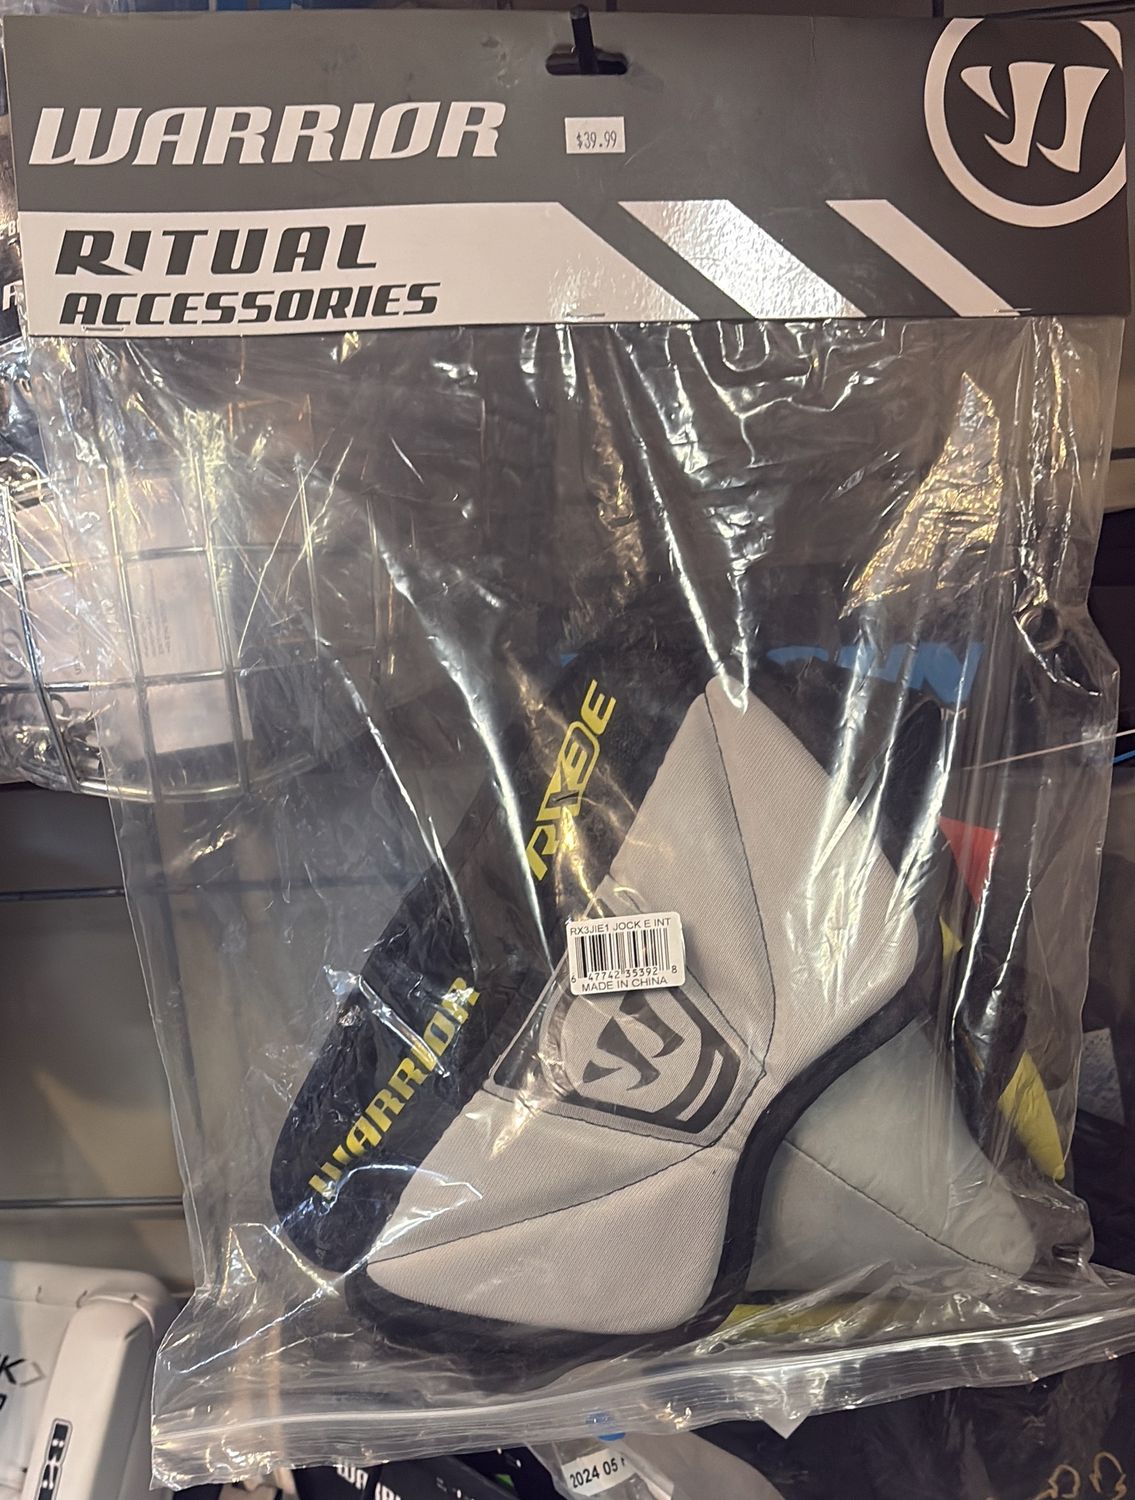 WARRIOR
$39.99
RITUAL
ACCESSORIES
WARRIOR
RX3JIE1 JOCK E INT
6 47742 35392 8
MADE IN CHINA
2024 05